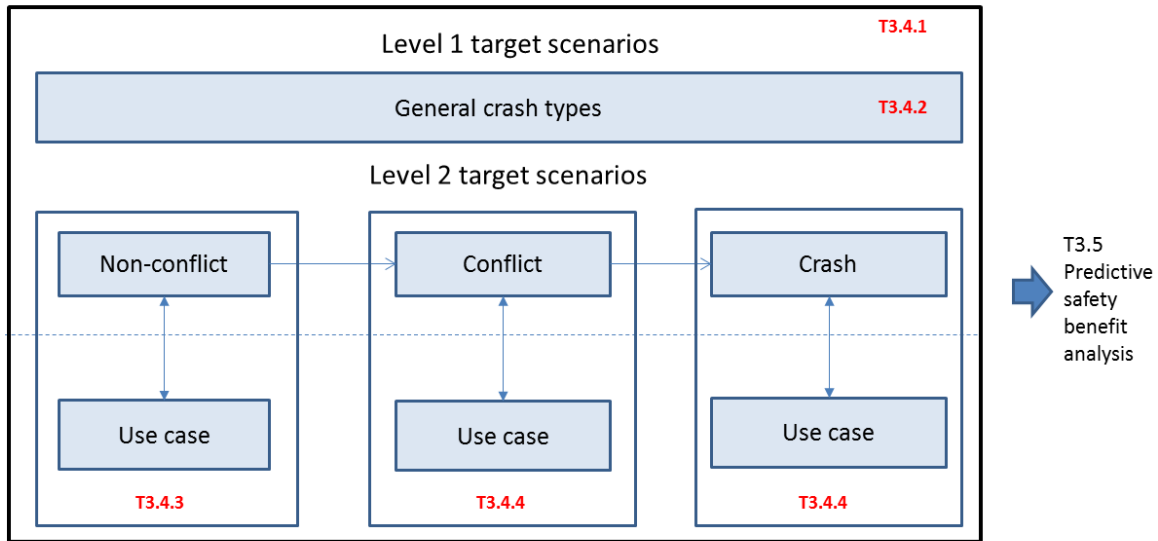 T3.4.1
Level 1 target scenarios
General crash types
T3.4.2
Level 2 target scenarios
Non-conflict
Conflict
Crash
T3.5
Predictive
safety
benefit
analysis
Use case
Use case
Use case
T3.4.3
T3.4.4
T3.4.4